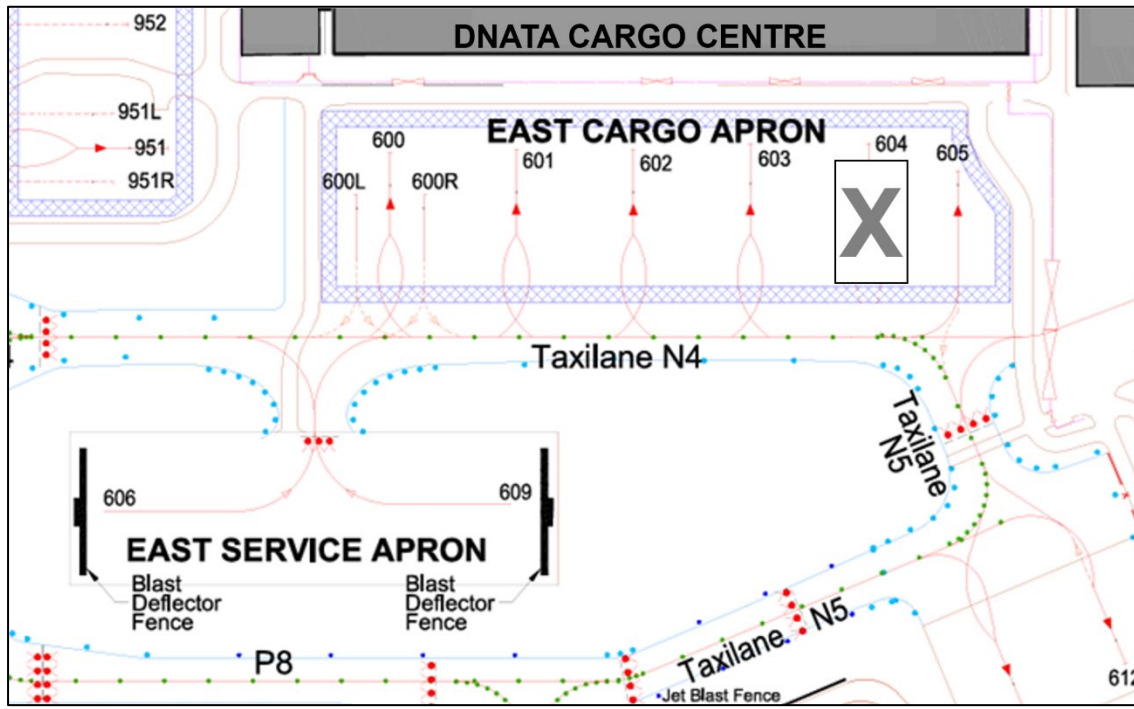 DNATA CARGO CENTRE
952
951L
951
951R
EAST CARGO APRON
600
601
602
603
604
605
600L
600R
X
Taxilane N4
Taxilane
N5
606
609
EAST SERVICE APRON
Blast
Deflector
Fence
Blast
Deflector
Fence
P8
Taxilane N5
Jet Blast Fence
612